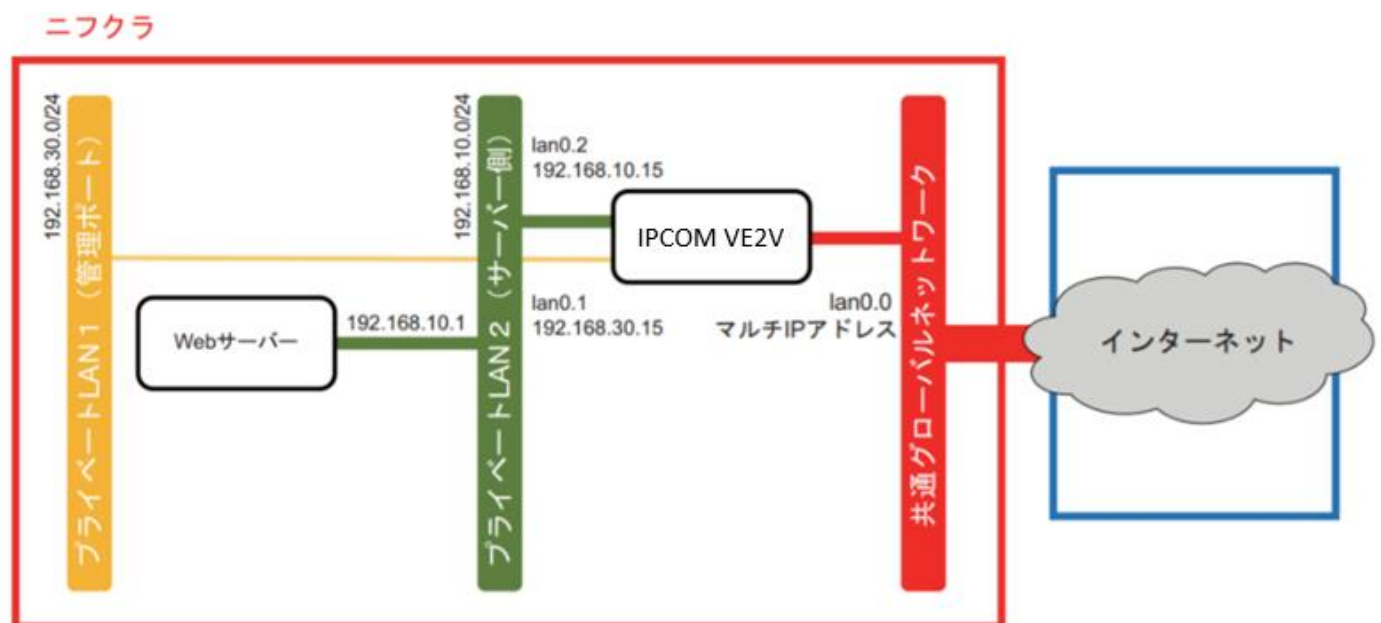 ニフクラ
192.168.30.0/24
プライベートLAN 1 （管理ポート）
192.168.10.0/24
プライベートLAN 2 （サーバー側）
lan0.2
192.168.10.15
IPCOM VE2V
lan0.1
192.168.30.15
Webサーバー
192.168.10.1
lan0.0
マルチIPアドレス
共通グローバルネットワーク
インターネット